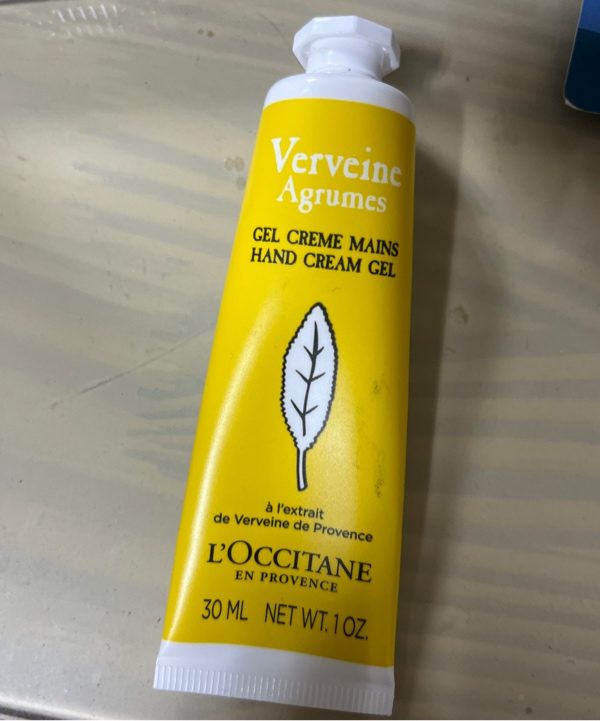 Verveine
Agrumes
GEL CREME MAINS
HAND CREAM GEL
à l'extrait
de Verveine de Provence
L'OCCITANE
EN PROVENCE
30 ML NET WT. 1 OZ.